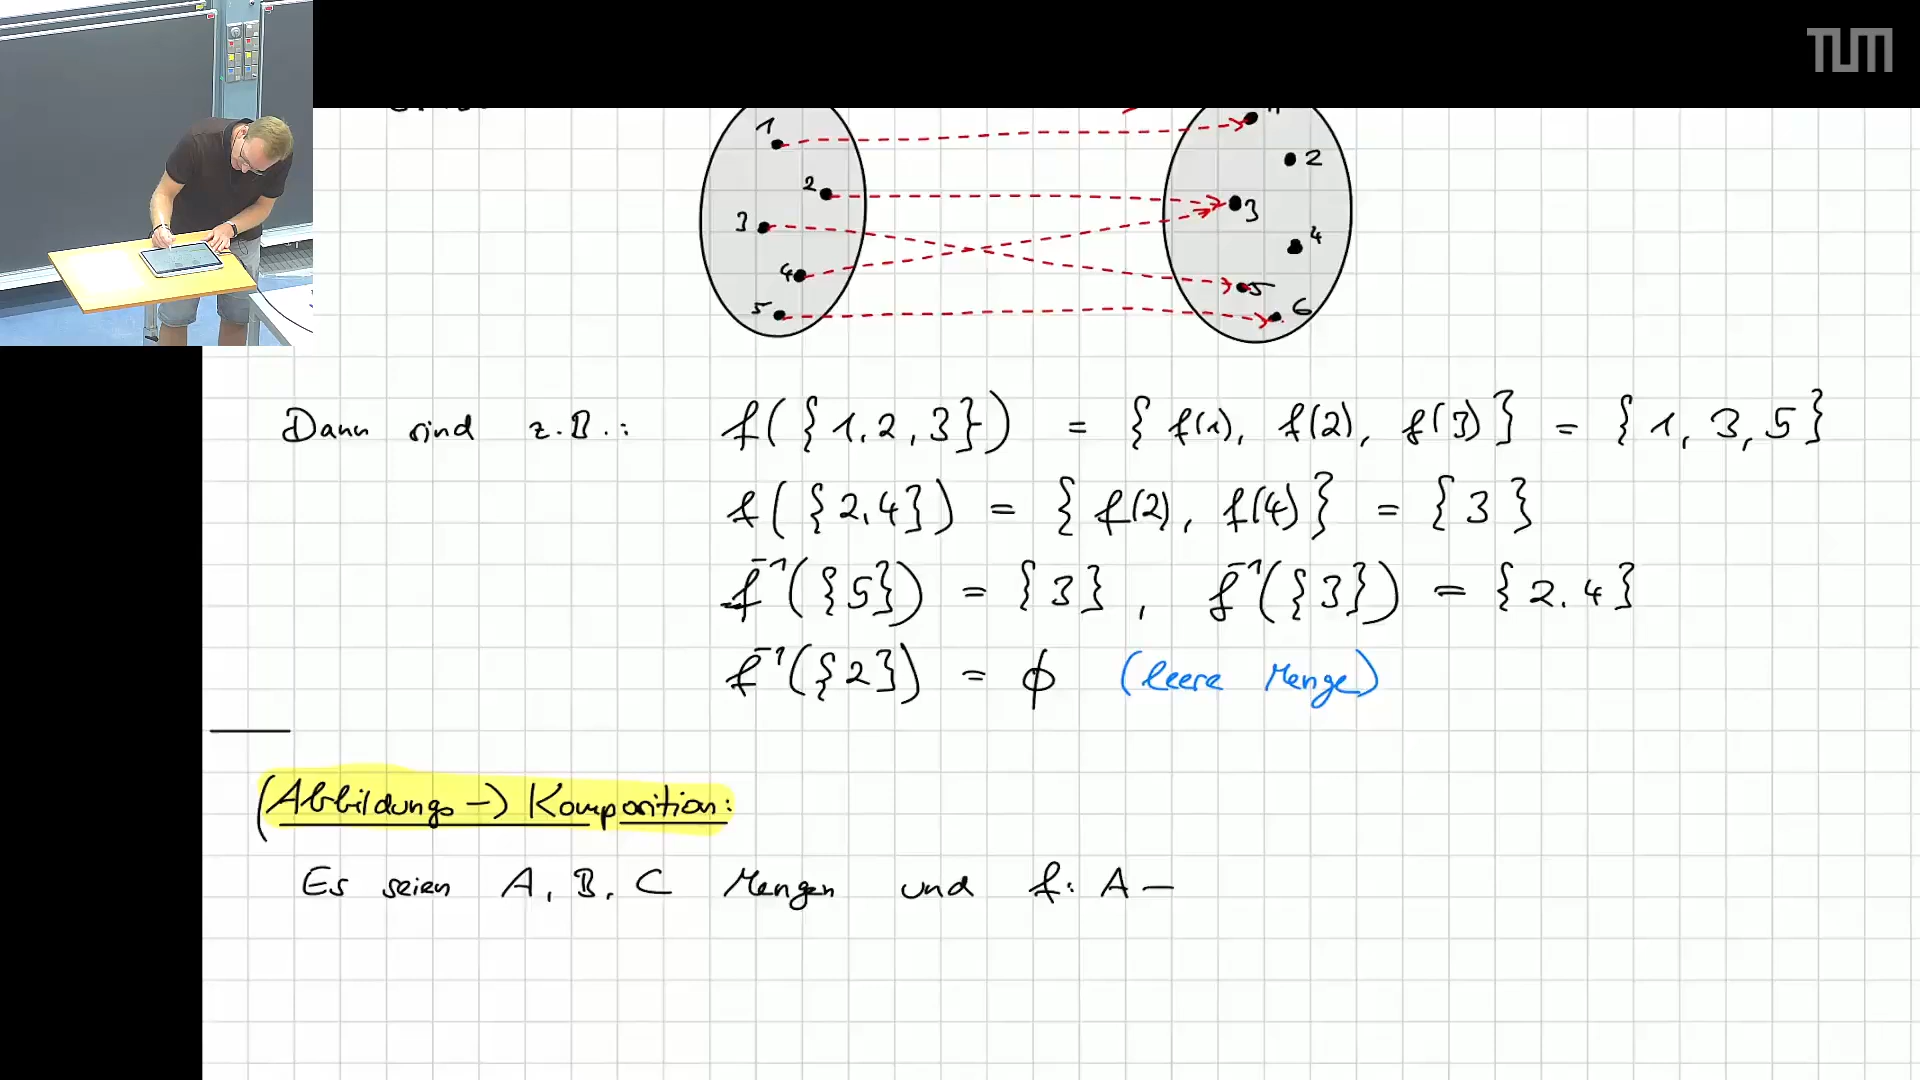 TUM
1
2
3
4
5
1
2
3
4
5
6
Dann sind z.B.: f({1,2,3}) = {f(1), f(2), f(3)} = {1,3,5}
f({2,4}) = {f(2), f(4)} = {3}
f⁻¹({5}) = {3}, f⁻¹({3}) = {2,4}
f⁻¹({2}) = ϕ (leere Menge)
(Abbildungs-) Komposition:
Es seien A, B, C Mengen und f: A –